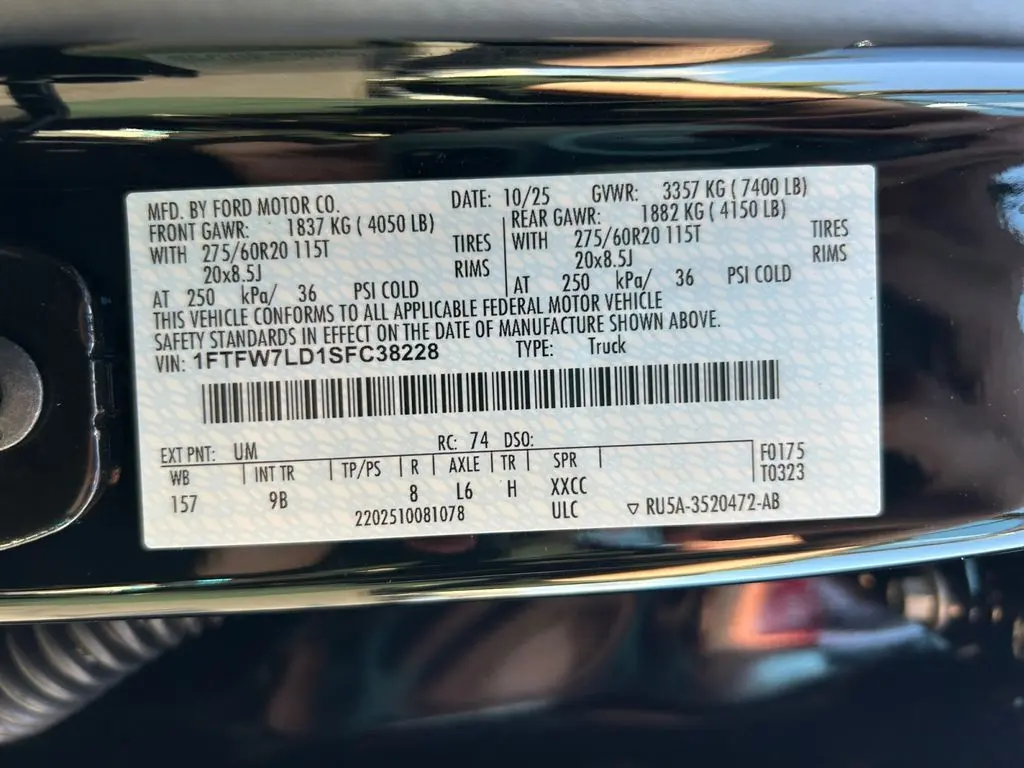 MFD. BY FORD MOTOR CO. DATE: 10/25 GVWR: 3357 KG ( 7400 LB)
FRONT GAWR: 1837 KG ( 4050 LB) REAR GAWR: 1882 KG ( 4150 LB)
WITH 275/60R20 115T TIRES WITH 275/60R20 115T TIRES
20x8.5J RIMS 20x8.5J RIMS
AT 250 kPa/ 36 PSI COLD AT 250 kPa/ 36 PSI COLD
THIS VEHICLE CONFORMS TO ALL APPLICABLE FEDERAL MOTOR VEHICLE
SAFETY STANDARDS IN EFFECT ON THE DATE OF MANUFACTURE SHOWN ABOVE.
VIN: 1FTFW7LD1SFC38228 TYPE: Truck
EXT PNT: UM RC: 74 DSO:
WB INT TR TP/PS R AXLE TR SPR F0175
157 9B 8 L6 H XXCC T0323
2202510081078 ULC ▽ RU5A-3520472-AB